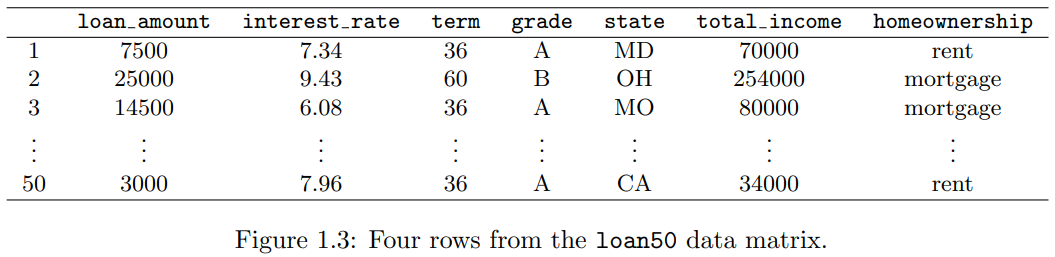 loan_amount interest_rate term grade state total_income homeownership
1 7500 7.34 36 A MD 70000 rent
2 25000 9.43 60 B OH 254000 mortgage
3 14500 6.08 36 A MO 80000 mortgage
⋮ ⋮ ⋮ ⋮ ⋮ ⋮ ⋮ ⋮
50 3000 7.96 36 A CA 34000 rent
Figure 1.3: Four rows from the loan50 data matrix.